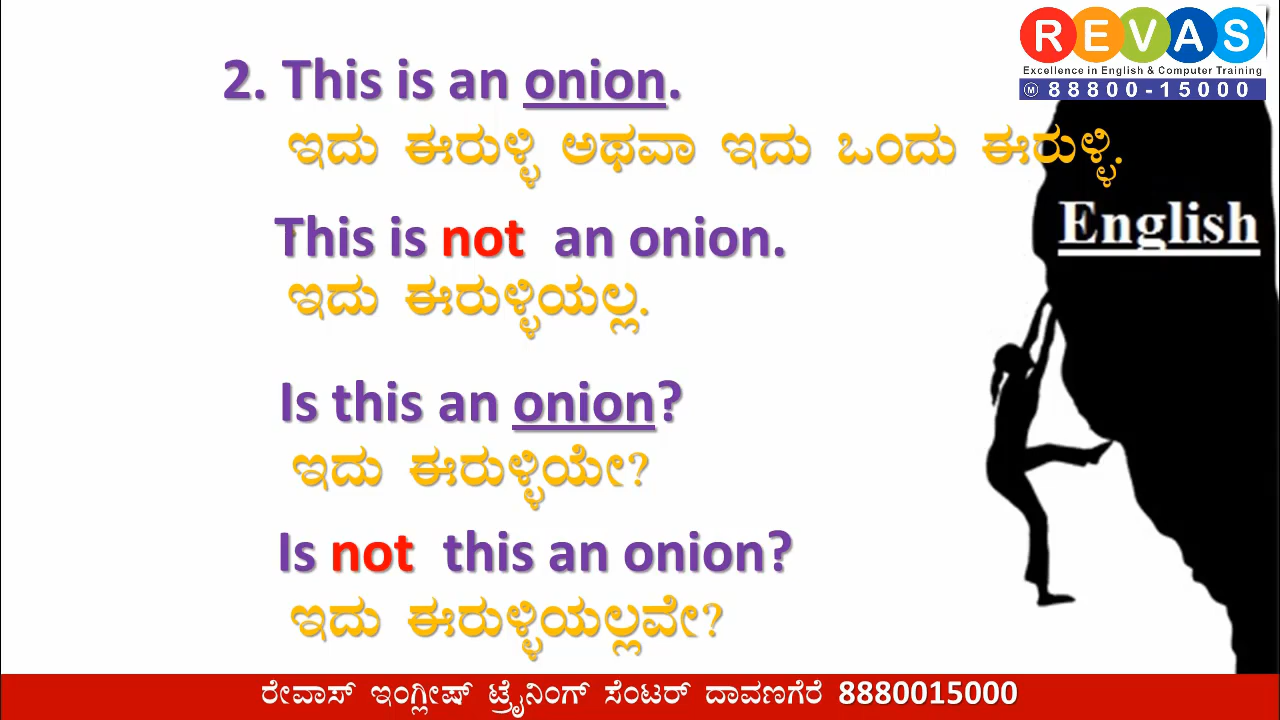 REVAS
Excellence in English & Computer Training
Ⓜ 88800-15000
2. This is an onion.
ಇದು ಈರುಳ್ಳಿ ಅಥವಾ ಇದು ಒಂದು ಈರುಳ್ಳಿ.
This is not an onion.
ಇದು ಈರುಳ್ಳಿಯಲ್ಲ.
English
Is this an onion?
ಇದು ಈರುಳ್ಳಿಯೇ?
Is not this an onion?
ಇದು ಈರುಳ್ಳಿಯಲ್ಲವೇ?
ರೇವಾಸ್ ಇಂಗ್ಲೀಷ್ ಟ್ರೈನಿಂಗ್ ಸೆಂಟರ್ ದಾವಣಗೆರೆ 8880015000